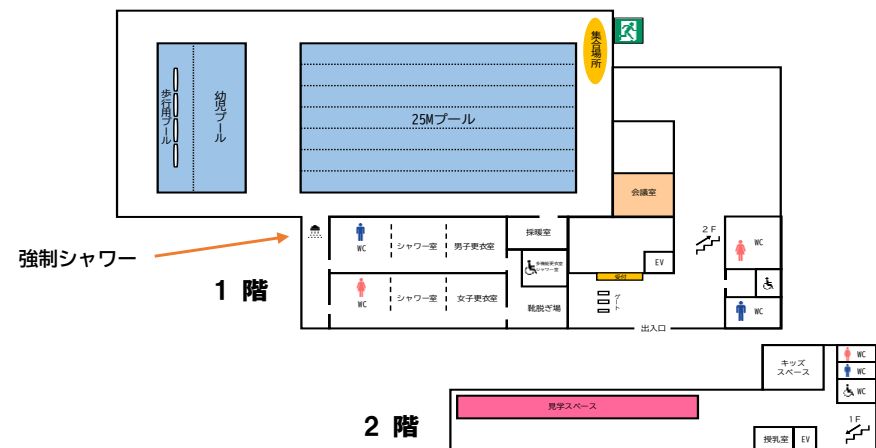 集合場所
歩行用プール
幼児プール
25Mプール
会議室
2F
強制シャワー
WC
シャワー室
男子更衣室
採暖室
多機能更衣室
シャワー室
EV
受付
WC
1 階
WC
シャワー室
女子更衣室
靴脱ぎ場
ゲート
WC
出入口
キッズ
スペース
WC
WC
WC
見学スペース
2 階
授乳室
EV
1F